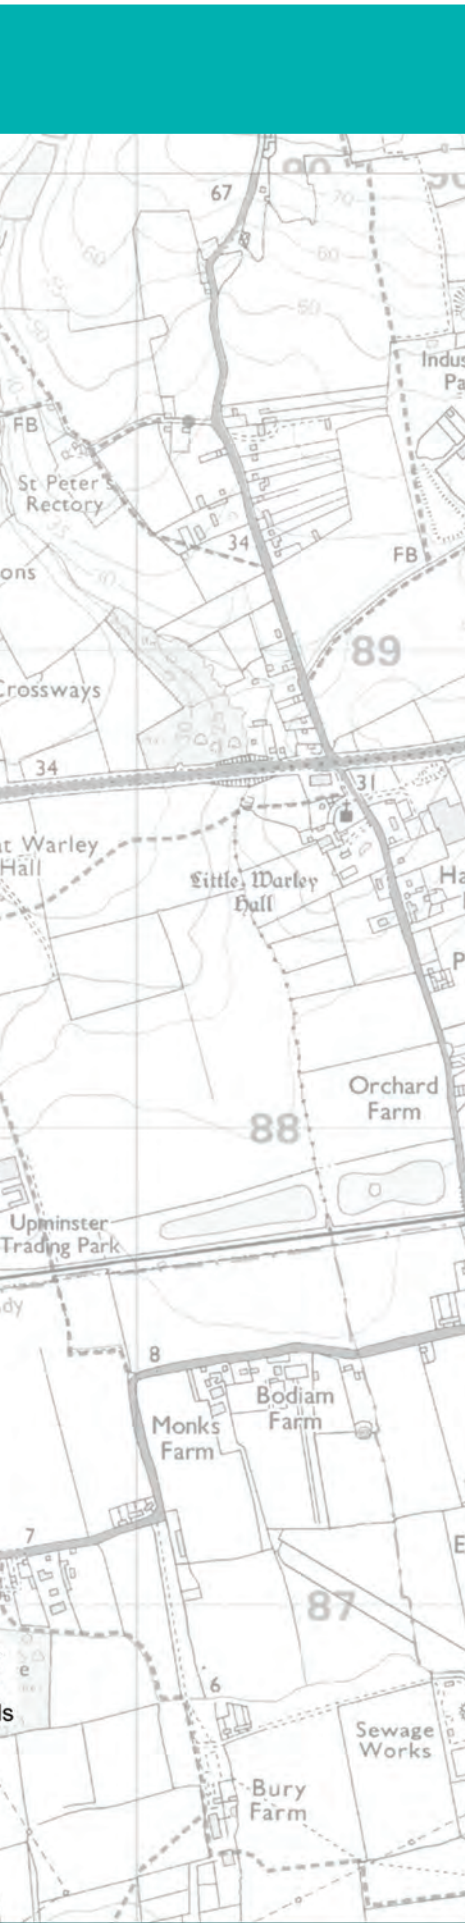 67
70
60
60
50
50
Indus
Pa
FB
St Peter's
Rectory
35
34
FB
ons
89
Crossways
34
31
at Warley
Hall
Little Warley
Hall
Ha
P
Orchard
Farm
88
Upminster
Trading Park
dy
8
Bodiam
Farm
Monks
Farm
7
E
87
e
6
ls
Sewage
Works
Bury
Farm